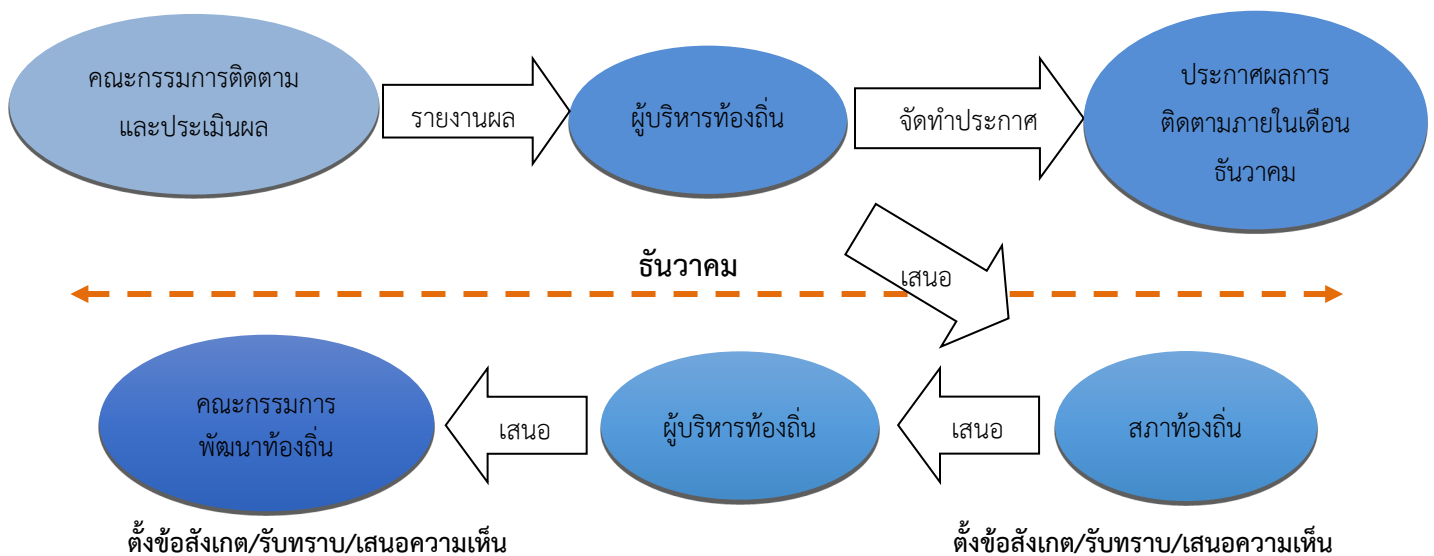 คณะกรรมการติดตาม
และประเมินผล
รายงานผล
ผู้บริหารท้องถิ่น
จัดทำประกาศ
ประกาศผลการ
ติดตามภายในเดือน
ธันวาคม
ธันวาคม
เสนอ
คณะกรรมการ
พัฒนาท้องถิ่น
เสนอ
ผู้บริหารท้องถิ่น
เสนอ
สภาท้องถิ่น
ตั้งข้อสังเกต/รับทราบ/เสนอความเห็น
ตั้งข้อสังเกต/รับทราบ/เสนอความเห็น